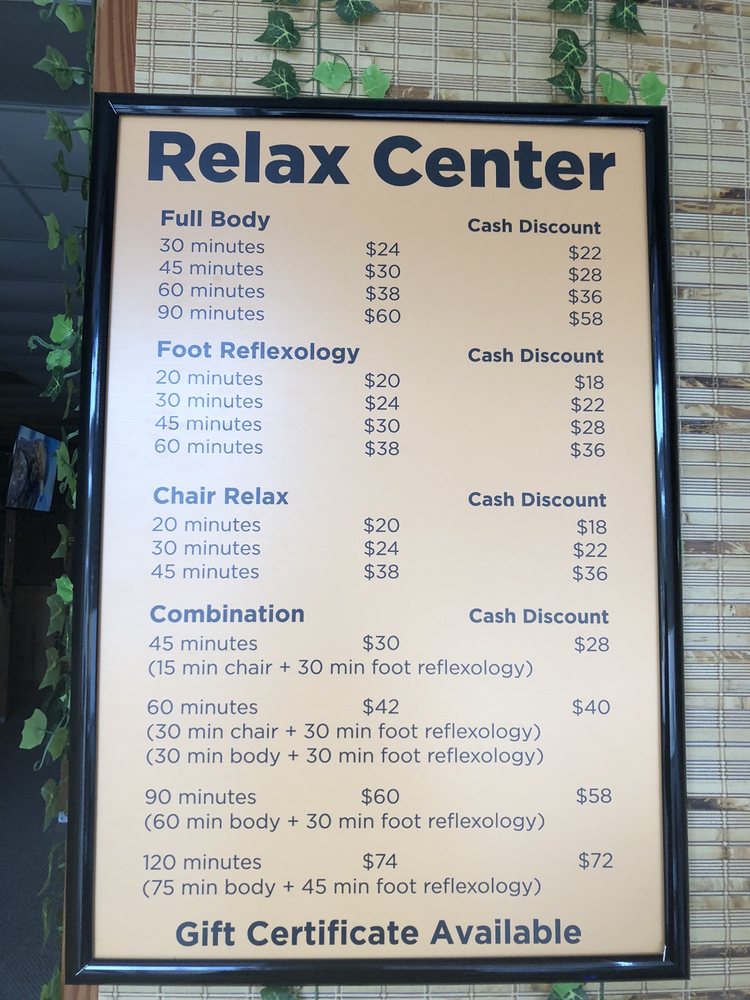 Relax Center
Full Body Cash Discount
30 minutes $24 $22
45 minutes $30 $28
60 minutes $38 $36
90 minutes $60 $58
Foot Reflexology Cash Discount
20 minutes $20 $18
30 minutes $24 $22
45 minutes $30 $28
60 minutes $38 $36
Chair Relax Cash Discount
20 minutes $20 $18
30 minutes $24 $22
45 minutes $38 $36
Combination Cash Discount
45 minutes $30 $28
(15 min chair + 30 min foot reflexology)
60 minutes $42 $40
(30 min chair + 30 min foot reflexology)
(30 min body + 30 min foot reflexology)
90 minutes $60 $58
(60 min body + 30 min foot reflexology)
120 minutes $74 $72
(75 min body + 45 min foot reflexology)
Gift Certificate Available